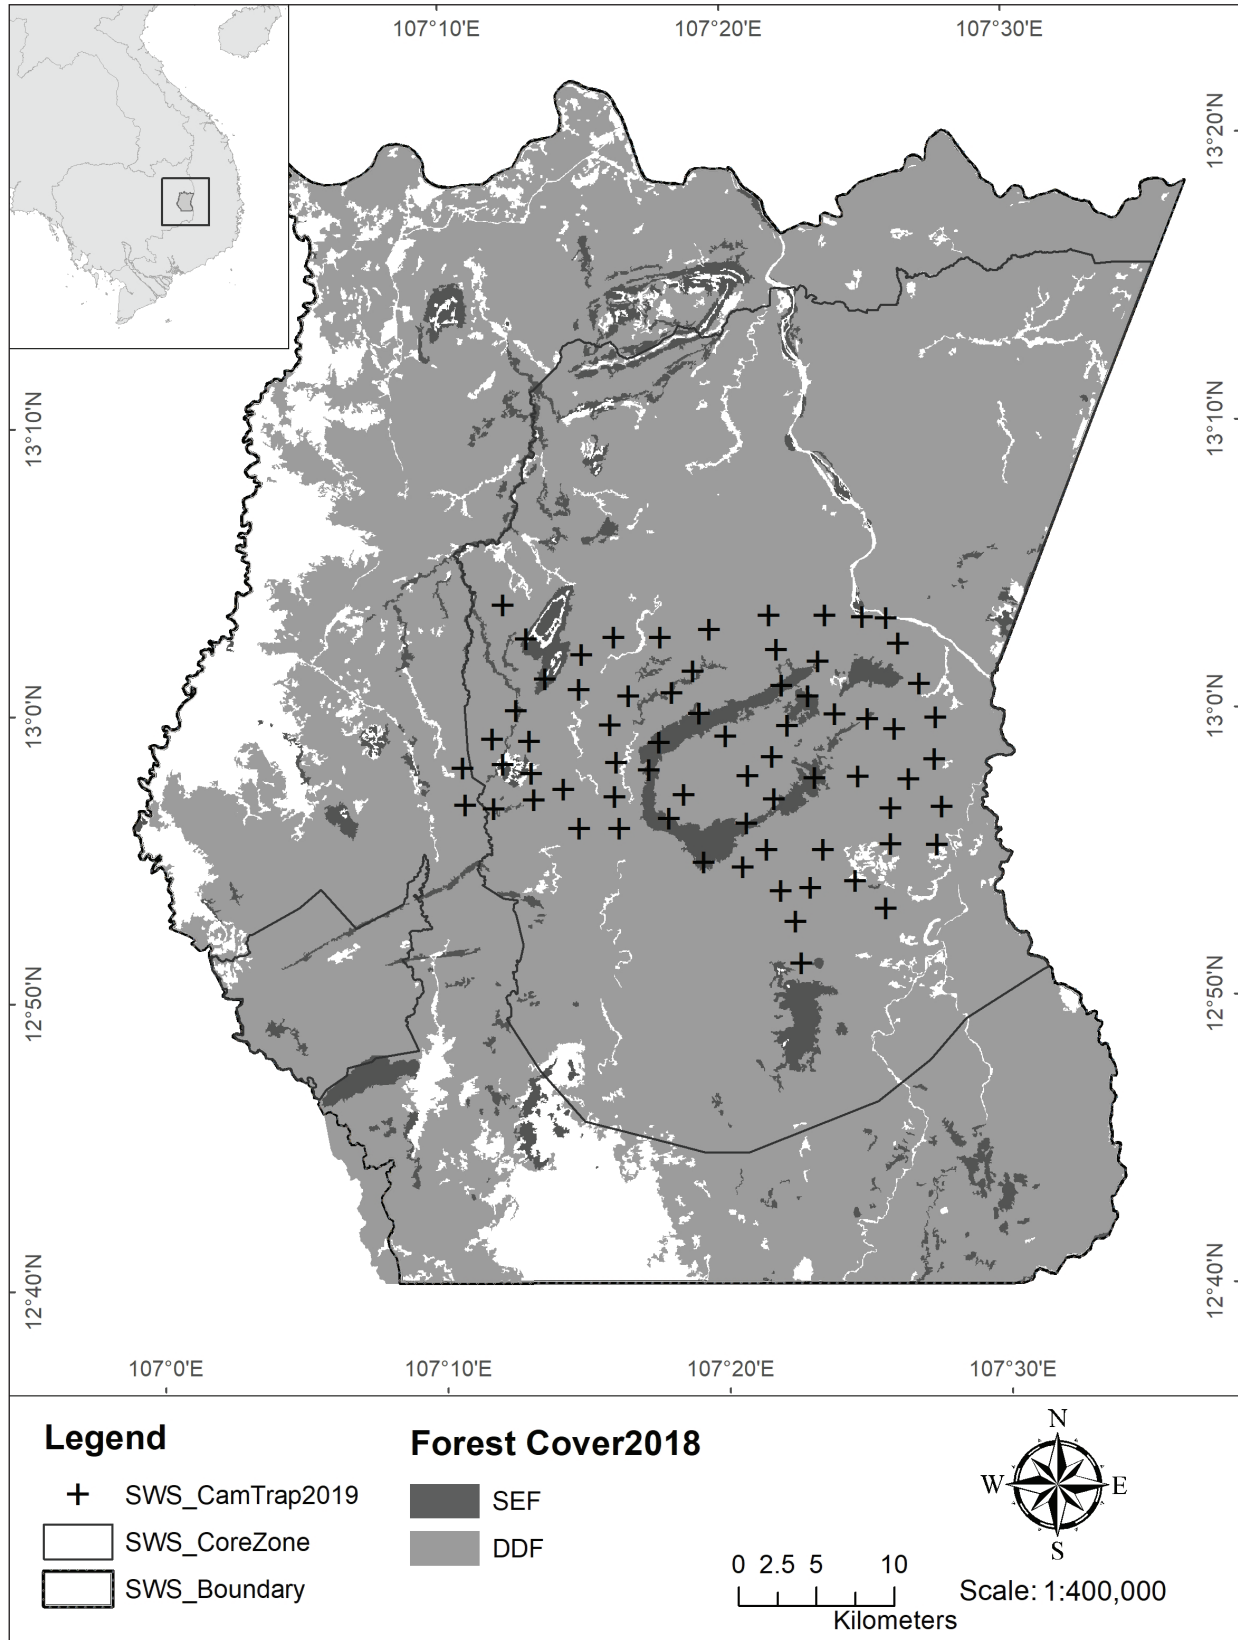 107°10'E 107°20'E 107°30'E
13°20'N
13°10'N 13°10'N
13°0'N 13°0'N
12°50'N 12°50'N
12°40'N 12°40'N
107°0'E 107°10'E 107°20'E 107°30'E
Legend
SWS_CamTrap2019
SWS_CoreZone
SWS_Boundary
Forest Cover2018
SEF
DDF
N
W E
S
0 2.5 5 10
Kilometers
Scale: 1:400,000